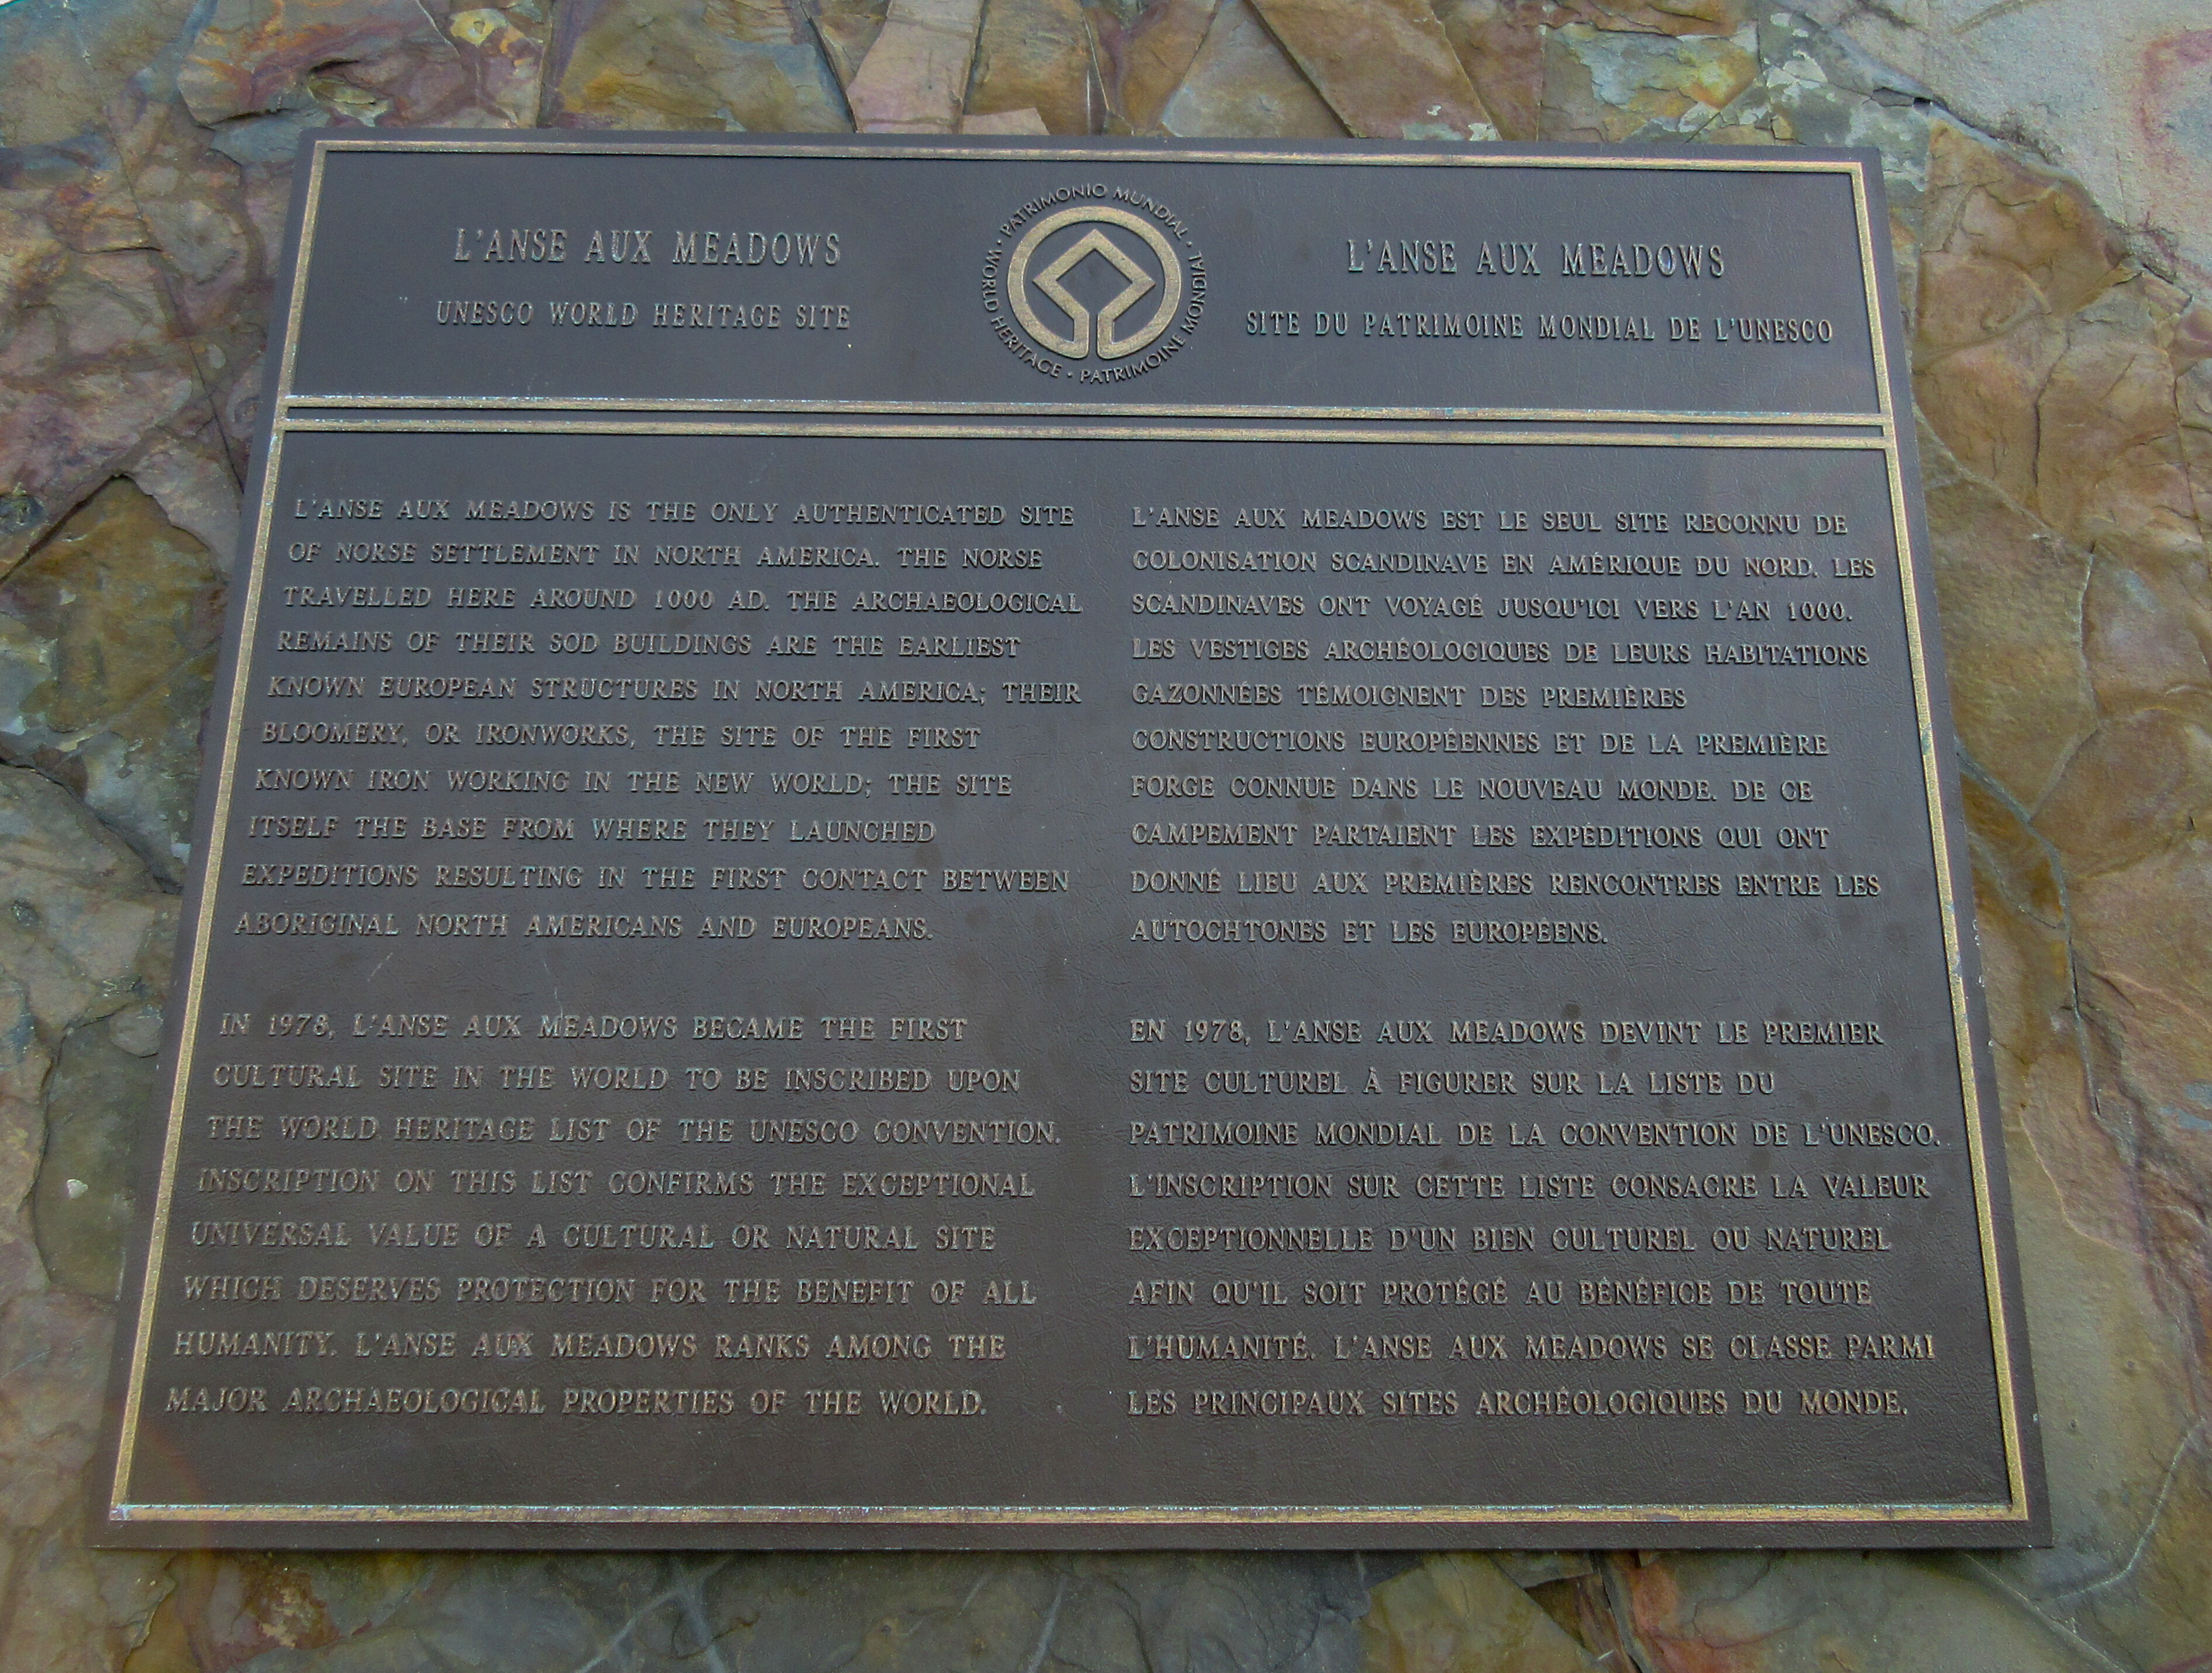 L'ANSE AUX MEADOWS
UNESCO WORLD HERITAGE SITE
WORLD HERITAGE • PATRIMONIO MUNDIAL • PATRIMOINE MONDIAL •
L'ANSE AUX MEADOWS
SITE DU PATRIMOINE MONDIAL DE L'UNESCO
L'ANSE AUX MEADOWS IS THE ONLY AUTHENTICATED SITE
OF NORSE SETTLEMENT IN NORTH AMERICA. THE NORSE
TRAVELLED HERE AROUND 1000 AD. THE ARCHAEOLOGICAL
REMAINS OF THEIR SOD BUILDINGS ARE THE EARLIEST
KNOWN EUROPEAN STRUCTURES IN NORTH AMERICA; THEIR
BLOOMERY, OR IRONWORKS, THE SITE OF THE FIRST
KNOWN IRON WORKING IN THE NEW WORLD; THE SITE
ITSELF THE BASE FROM WHERE THEY LAUNCHED
EXPEDITIONS RESULTING IN THE FIRST CONTACT BETWEEN
ABORIGINAL NORTH AMERICANS AND EUROPEANS.
IN 1978, L'ANSE AUX MEADOWS BECAME THE FIRST
CULTURAL SITE IN THE WORLD TO BE INSCRIBED UPON
THE WORLD HERITAGE LIST OF THE UNESCO CONVENTION.
INSCRIPTION ON THIS LIST CONFIRMS THE EXCEPTIONAL
UNIVERSAL VALUE OF A CULTURAL OR NATURAL SITE
WHICH DESERVES PROTECTION FOR THE BENEFIT OF ALL
HUMANITY. L'ANSE AUX MEADOWS RANKS AMONG THE
MAJOR ARCHAEOLOGICAL PROPERTIES OF THE WORLD.
L'ANSE AUX MEADOWS EST LE SEUL SITE RECONNU DE
COLONISATION SCANDINAVE EN AMÉRIQUE DU NORD. LES
SCANDINAVES ONT VOYAGÉ JUSQU'ICI VERS L'AN 1000.
LES VESTIGES ARCHÉOLOGIQUES DE LEURS HABITATIONS
GAZONNÉES TÉMOIGNENT DES PREMIÈRES
CONSTRUCTIONS EUROPÉENNES ET DE LA PREMIÈRE
FORGE CONNUE DANS LE NOUVEAU MONDE. DE CE
CAMPEMENT PARTAIENT LES EXPÉDITIONS QUI ONT
DONNÉ LIEU AUX PREMIÈRES RENCONTRES ENTRE LES
AUTOCHTONES ET LES EUROPÉENS.
EN 1978, L'ANSE AUX MEADOWS DEVINT LE PREMIER
SITE CULTUREL À FIGURER SUR LA LISTE DU
PATRIMOINE MONDIAL DE LA CONVENTION DE L'UNESCO.
L'INSCRIPTION SUR CETTE LISTE CONSACRE LA VALEUR
EXCEPTIONNELLE D'UN BIEN CULTUREL OU NATUREL
AFIN QU'IL SOIT PROTÉGÉ AU BÉNÉFICE DE TOUTE
L'HUMANITÉ. L'ANSE AUX MEADOWS SE CLASSE PARMI
LES PRINCIPAUX SITES ARCHÉOLOGIQUES DU MONDE.